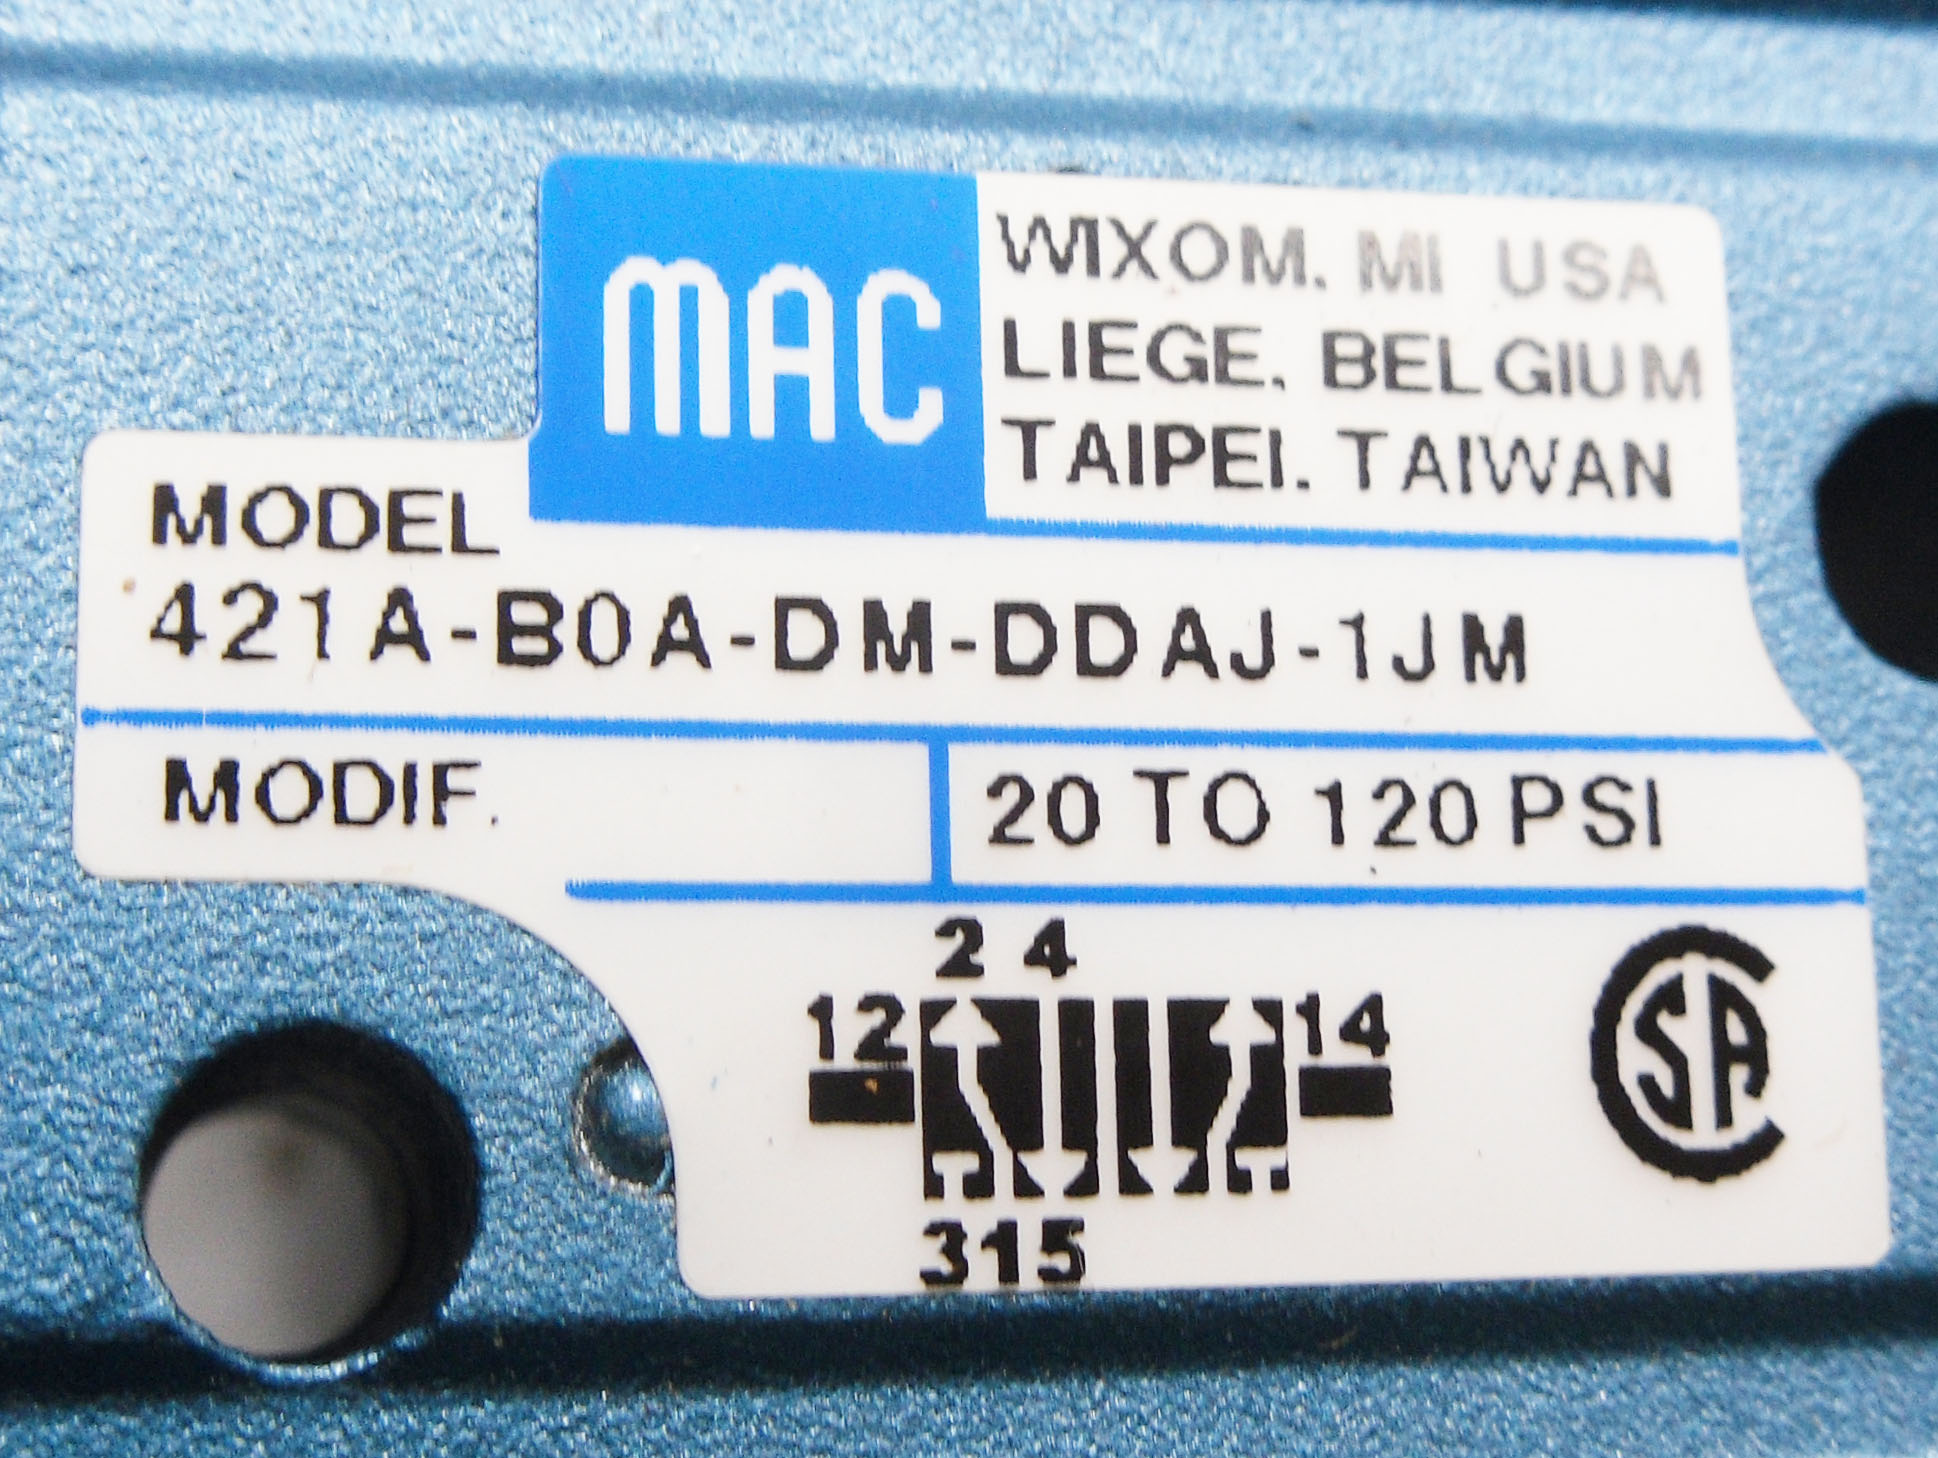 MAC
WIXOM, MI USA
LIEGE, BELGIUM
TAIPEI, TAIWAN
MODEL
421A-B0A-DM-DDAJ-1JM
MODIF.
20 TO 120 PSI
2 4
12
14
315
CSA